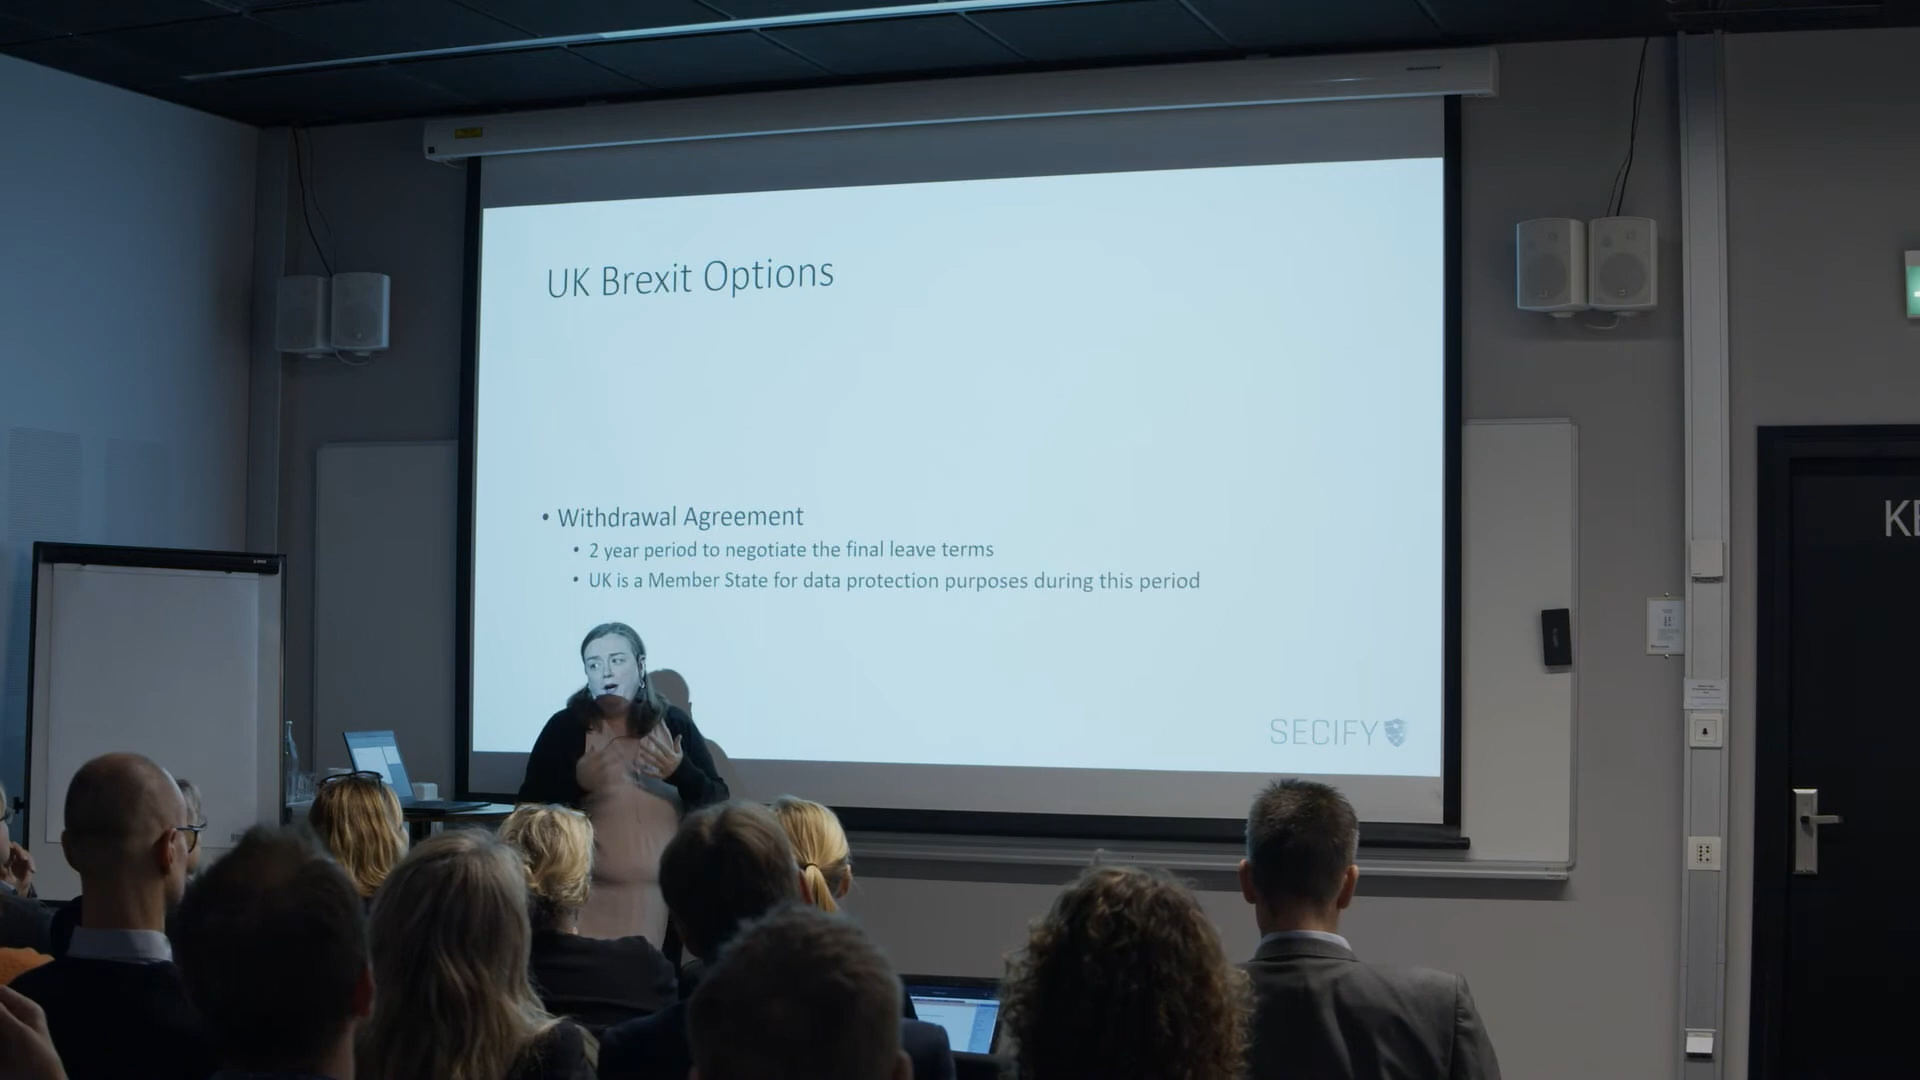 UK Brexit Options
• Withdrawal Agreement
• 2 year period to negotiate the final leave terms
• UK is a Member State for data protection purposes during this period
SECIFY